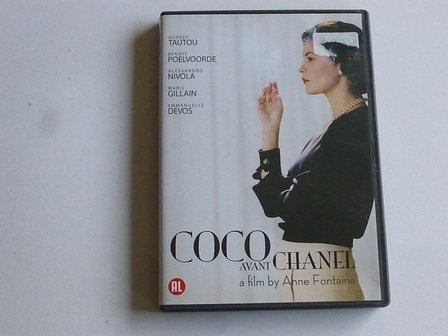 AUDREY
TAUTOU
BENOÎT
POELVOORDE
ALESSANDRO
NIVOLA
MARIE
GILLAIN
EMMANUELLE
DEVOS
COCO
AVANT
CHANEL
a film by Anne Fontaine
AL